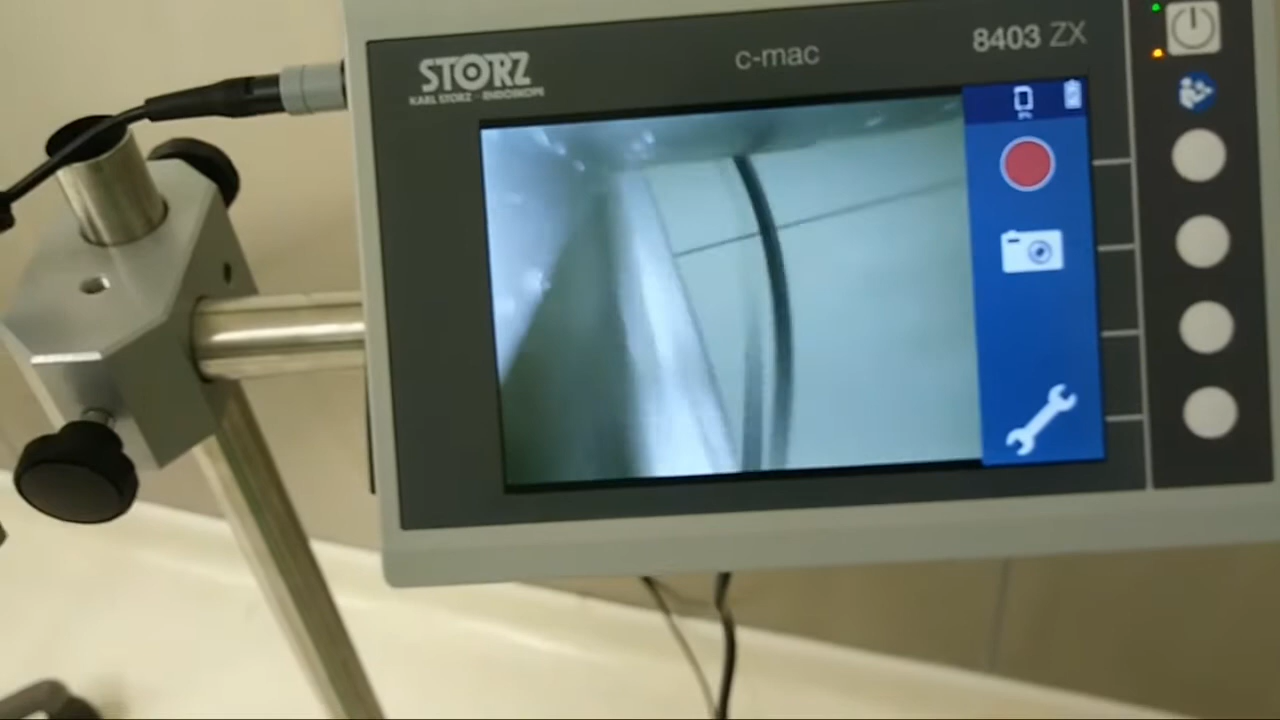 STORZ
KARL STORZ — ENDOSKOPE
c-mac
8403 ZX